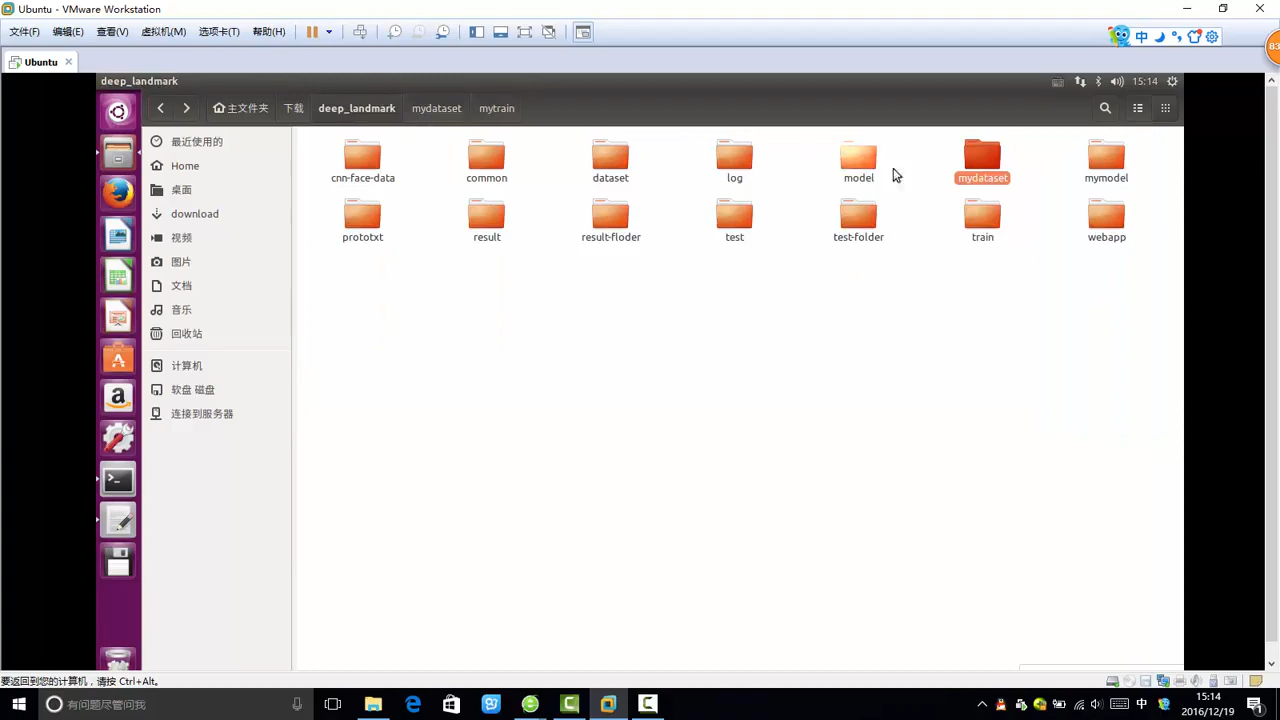 Ubuntu - VMware Workstation
文件(F) 编辑(E) 查看(V) 虚拟机(M) 选项卡(T) 帮助(H)
中
83
Ubuntu
deep_landmark
15:14
主文件夹 下载 deep_landmark mydataset mytrain
最近使用的
Home
桌面
download
视频
图片
文档
音乐
回收站
计算机
软盘 磁盘
连接到服务器
cnn-face-data common dataset log model mydataset mymodel
prototxt result result-floder test test-folder train webapp
要返回到您的计算机，请按 Ctrl+Alt。
有问题尽管问我
中
15:14
2016/12/19